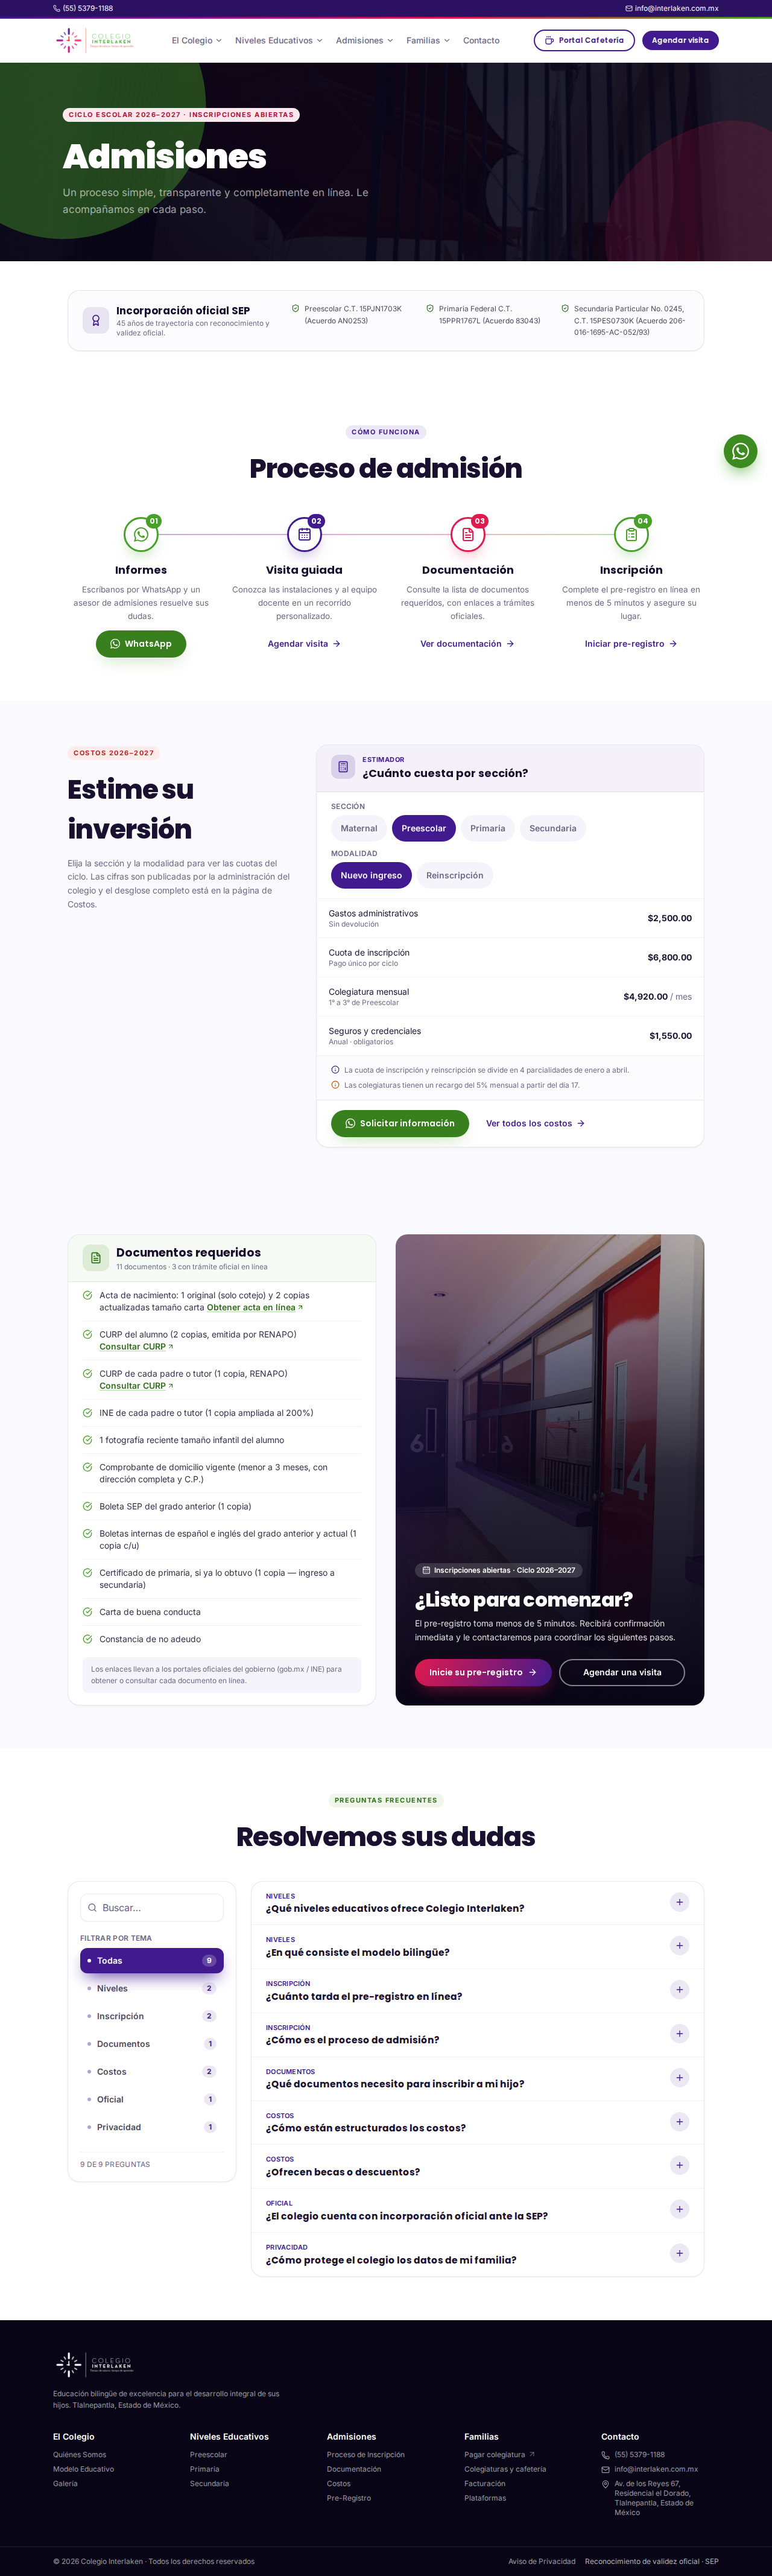 (55) 5379-1188
info@interlaken.com.mx
COLEGIO
INTERLAKEN
El Colegio
Niveles Educativos
Admisiones
Familias
Contacto
Portal Cafetería
Agendar visita
CICLO ESCOLAR 2026–2027 · INSCRIPCIONES ABIERTAS
Admisiones
Un proceso simple, transparente y completamente en línea. Le
acompañamos en cada paso.
Incorporación oficial SEP
45 años de trayectoria con reconocimiento y
validez oficial.
Preescolar C.T. 15PJN1703K
(Acuerdo AN0253)
Primaria Federal C.T.
15PPR1767L (Acuerdo 83043)
Secundaria Particular No. 0245,
C.T. 15PES0730K (Acuerdo 206-
016-1695-AC-052/93)
CÓMO FUNCIONA
Proceso de admisión
01
02
03
04
Informes
Escríbanos por WhatsApp y un
asesor de admisiones resuelve sus
dudas.
WhatsApp
Visita guiada
Conozca las instalaciones y al equipo
docente en un recorrido
personalizado.
Agendar visita
Documentación
Consulte la lista de documentos
requeridos, con enlaces a trámites
oficiales.
Ver documentación
Inscripción
Complete el pre-registro en línea en
menos de 5 minutos y asegure su
lugar.
Iniciar pre-registro
COSTOS 2026–2027
Estime su
inversión
Elija la sección y la modalidad para ver las cuotas del
ciclo. Las cifras son publicadas por la administración del
colegio y el desglose completo está en la página de
Costos.
ESTIMADOR
¿Cuánto cuesta por sección?
SECCIÓN
Maternal
Preescolar
Primaria
Secundaria
MODALIDAD
Nuevo ingreso
Reinscripción
Gastos administrativos
Sin devolución
$2,500.00
Cuota de inscripción
Pago único por ciclo
$6,800.00
Colegiatura mensual
1° a 3° de Preescolar
$4,920.00 / mes
Seguros y credenciales
Anual · obligatorios
$1,550.00
La cuota de inscripción y reinscripción se divide en 4 parcialidades de enero a abril.
Las colegiaturas tienen un recargo del 5% mensual a partir del día 17.
Solicitar información
Ver todos los costos
Documentos requeridos
11 documentos · 3 con trámite oficial en línea
Acta de nacimiento: 1 original (solo cotejo) y 2 copias
actualizadas tamaño carta Obtener acta en línea
CURP del alumno (2 copias, emitida por RENAPO)
Consultar CURP
CURP de cada padre o tutor (1 copia, RENAPO)
Consultar CURP
INE de cada padre o tutor (1 copia ampliada al 200%)
1 fotografía reciente tamaño infantil del alumno
Comprobante de domicilio vigente (menor a 3 meses, con
dirección completa y C.P.)
Boleta SEP del grado anterior (1 copia)
Boletas internas de español e inglés del grado anterior y actual (1
copia c/u)
Certificado de primaria, si ya lo obtuvo (1 copia — ingreso a
secundaria)
Carta de buena conducta
Constancia de no adeudo
Los enlaces llevan a los portales oficiales del gobierno (gob.mx / INE) para
obtener o consultar cada documento en línea.
Inscripciones abiertas · Ciclo 2026–2027
¿Listo para comenzar?
El pre-registro toma menos de 5 minutos. Recibirá confirmación
inmediata y le contactaremos para coordinar los siguientes pasos.
Inicie su pre-registro
Agendar una visita
PREGUNTAS FRECUENTES
Resolvemos sus dudas
Buscar...
FILTRAR POR TEMA
Todas 9
Niveles 2
Inscripción 2
Documentos 1
Costos 2
Oficial 1
Privacidad 1
9 DE 9 PREGUNTAS
NIVELES
¿Qué niveles educativos ofrece Colegio Interlaken?
NIVELES
¿En qué consiste el modelo bilingüe?
INSCRIPCIÓN
¿Cuánto tarda el pre-registro en línea?
INSCRIPCIÓN
¿Cómo es el proceso de admisión?
DOCUMENTOS
¿Qué documentos necesito para inscribir a mi hijo?
COSTOS
¿Cómo están estructurados los costos?
COSTOS
¿Ofrecen becas o descuentos?
OFICIAL
¿El colegio cuenta con incorporación oficial ante la SEP?
PRIVACIDAD
¿Cómo protege el colegio los datos de mi familia?
COLEGIO
INTERLAKEN
Educación bilingüe de excelencia para el desarrollo integral de sus
hijos. Tlalnepantla, Estado de México.
El Colegio
Quiénes Somos
Modelo Educativo
Galería
Niveles Educativos
Preescolar
Primaria
Secundaria
Admisiones
Proceso de Inscripción
Documentación
Costos
Pre-Registro
Familias
Pagar colegiatura
Colegiaturas y cafetería
Facturación
Plataformas
Contacto
(55) 5379-1188
info@interlaken.com.mx
Av. de los Reyes 67,
Residencial el Dorado,
Tlalnepantla, Estado de
México
© 2026 Colegio Interlaken · Todos los derechos reservados
Aviso de Privacidad
Reconocimiento de validez oficial · SEP